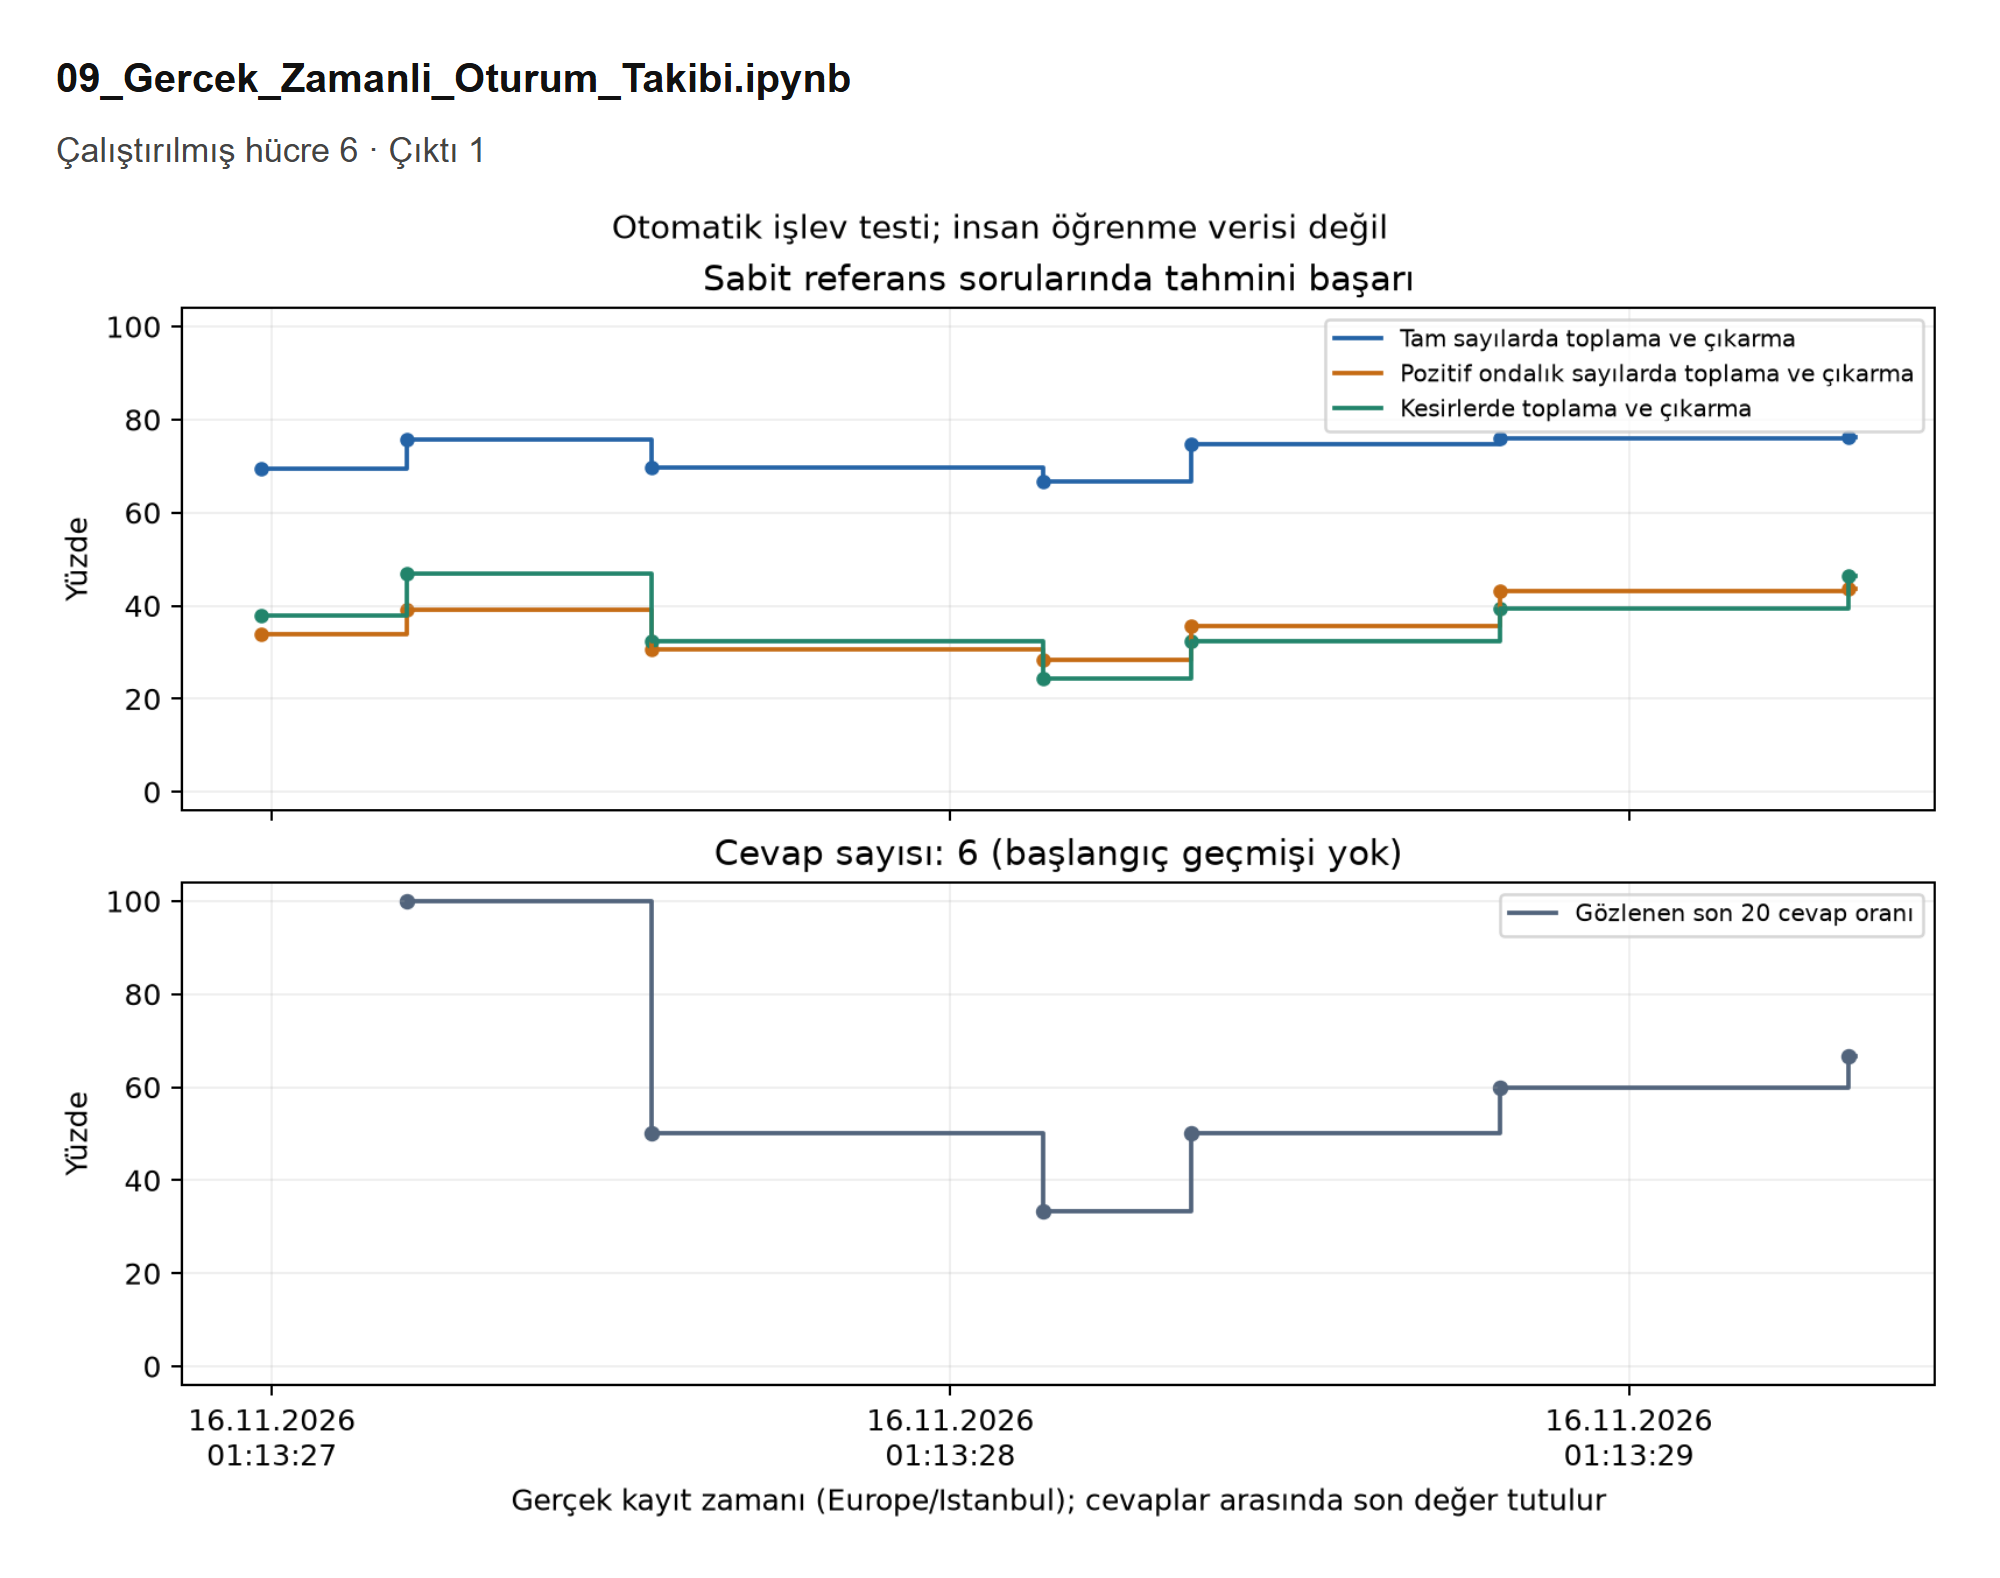 09_Gercek_Zamanli_Oturum_Takibi.ipynb
Çalıştırılmış hücre 6 · Çıktı 1
Otomatik işlev testi; insan öğrenme verisi değil
Sabit referans sorularında tahmini başarı
100
80
60
40
20
0
Yüzde
Tam sayılarda toplama ve çıkarma
Pozitif ondalık sayılarda toplama ve çıkarma
Kesirlerde toplama ve çıkarma
Cevap sayısı: 6 (başlangıç geçmişi yok)
100
80
60
40
20
0
Yüzde
Gözlenen son 20 cevap oranı
16.11.2026
01:13:27
16.11.2026
01:13:28
16.11.2026
01:13:29
Gerçek kayıt zamanı (Europe/Istanbul); cevaplar arasında son değer tutulur